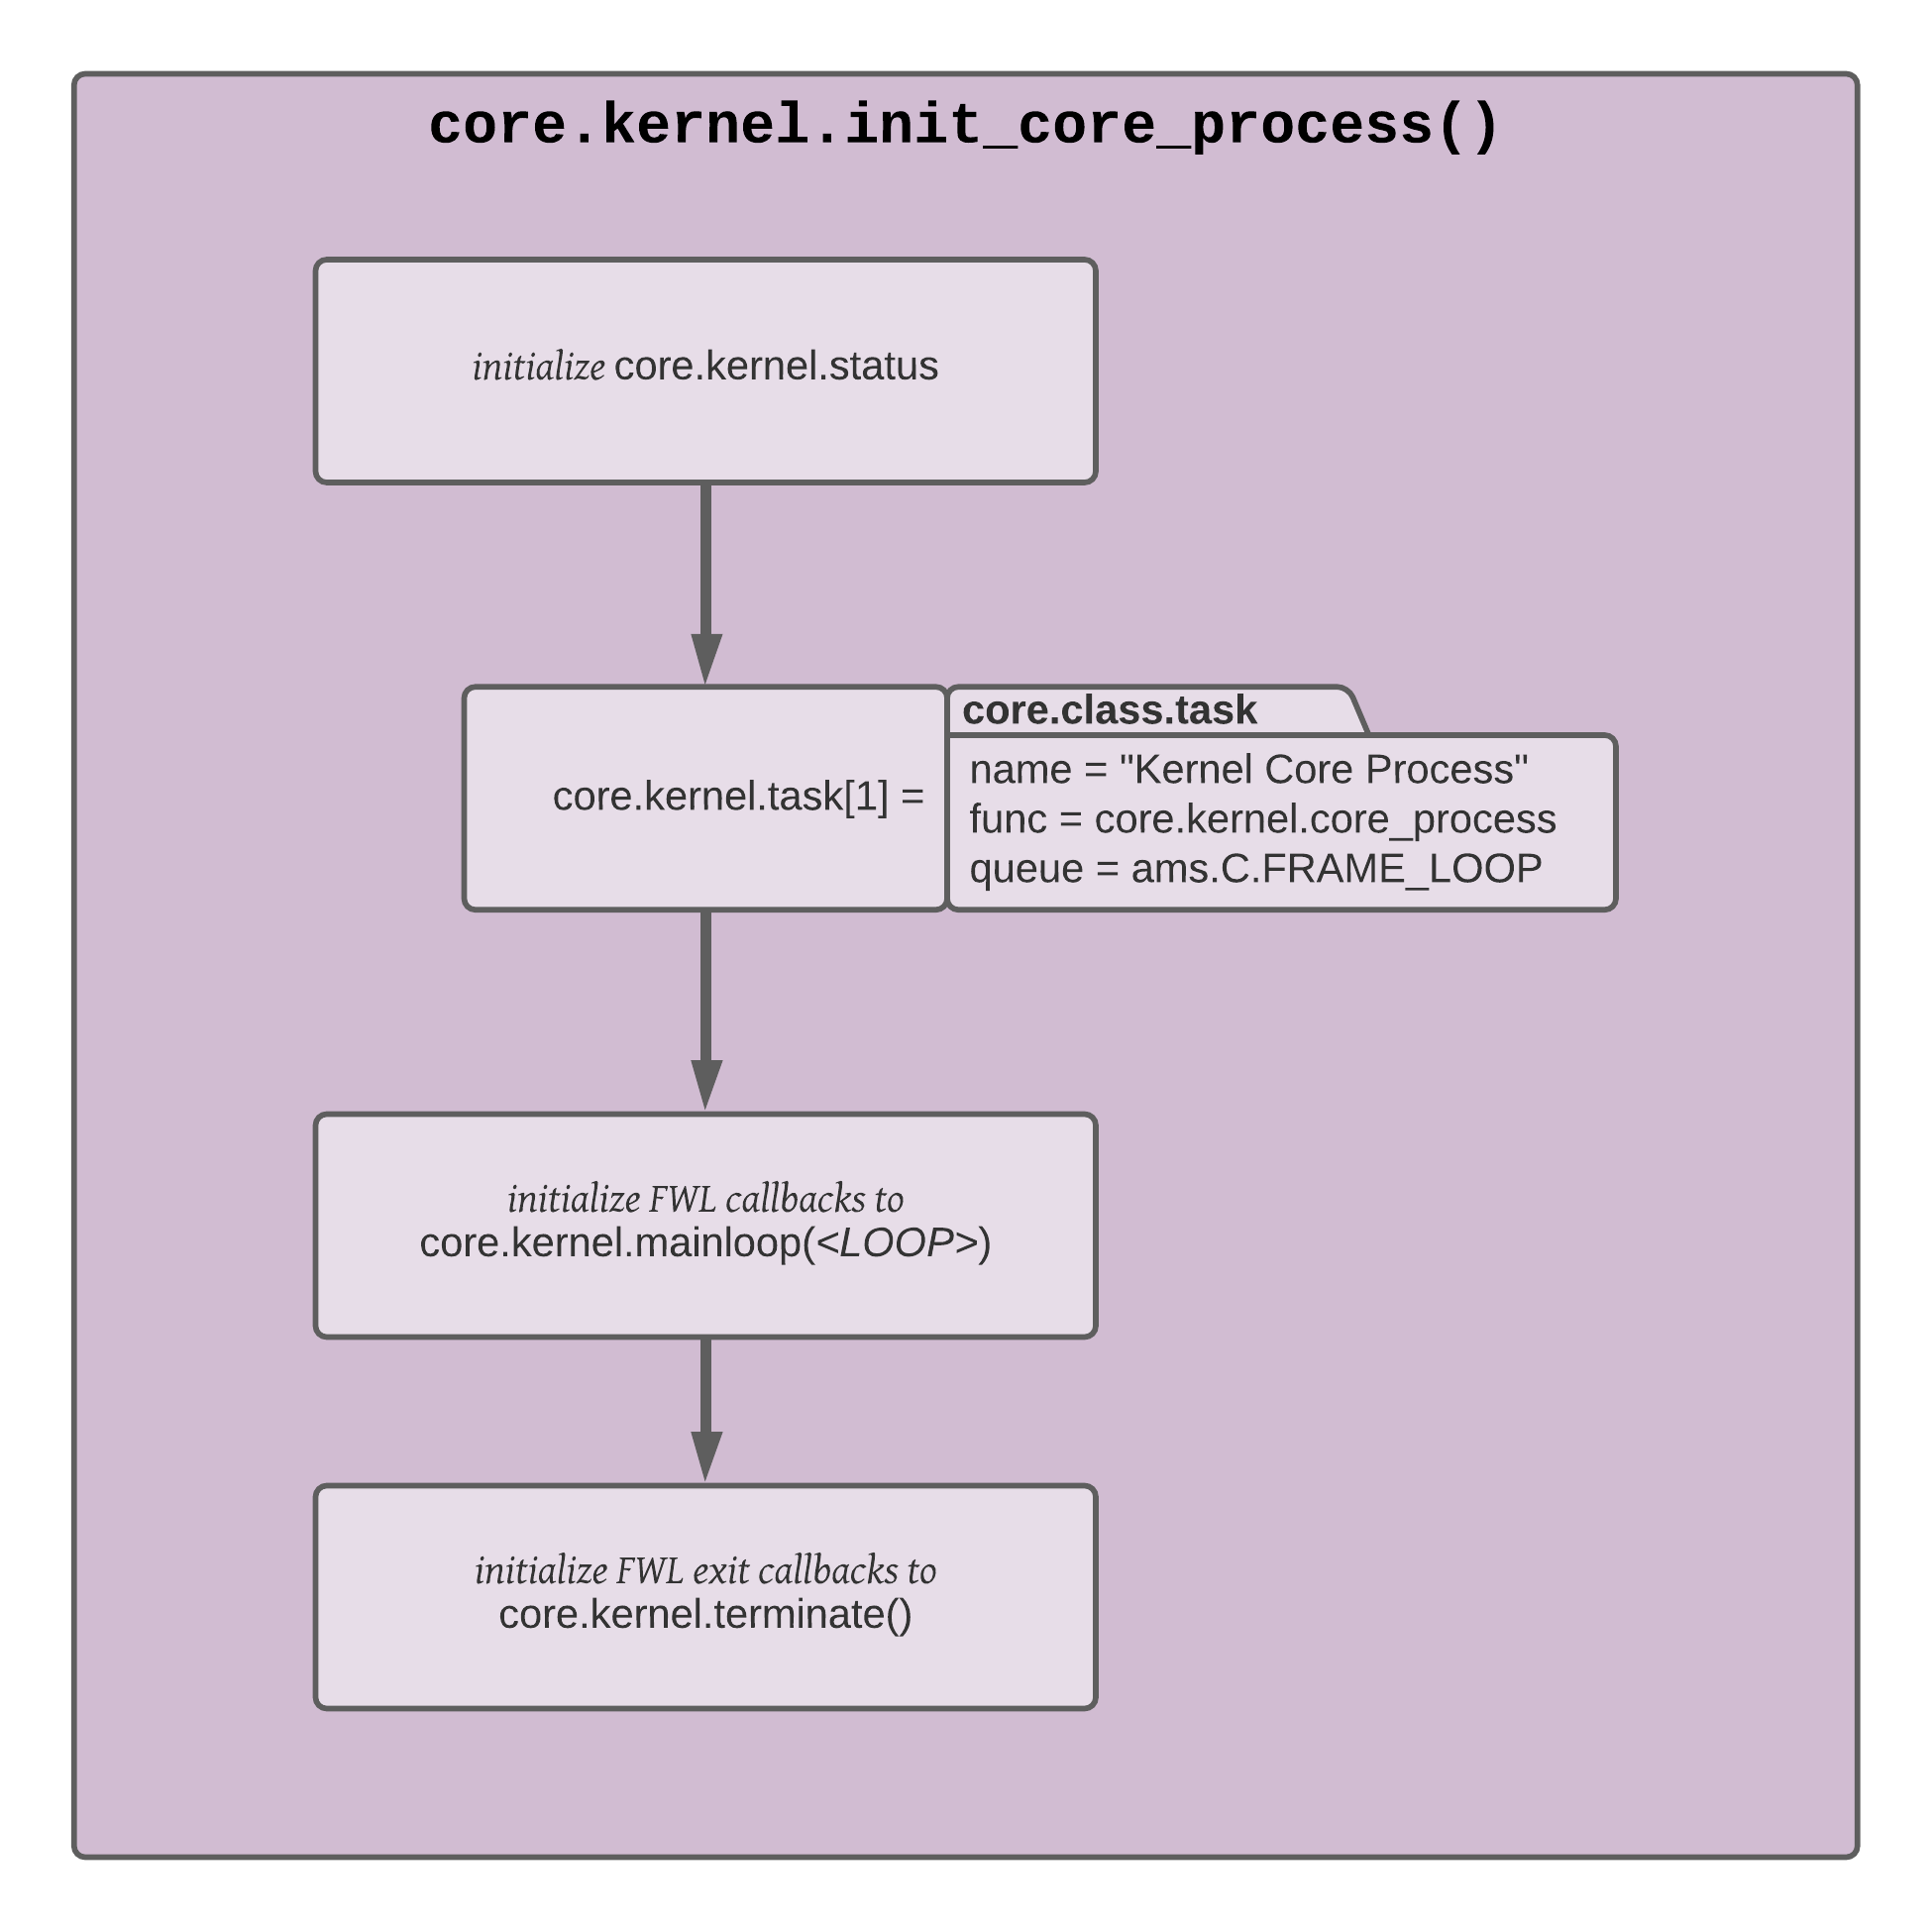 core.kernel.init_core_process()
initialize core.kernel.status
core.kernel.task[1] =
core.class.task
name = "Kernel Core Process"
func = core.kernel.core_process
queue = ams.C.FRAME_LOOP
initialize FWL callbacks to
core.kernel.mainloop(<LOOP>)
initialize FWL exit callbacks to
core.kernel.terminate()